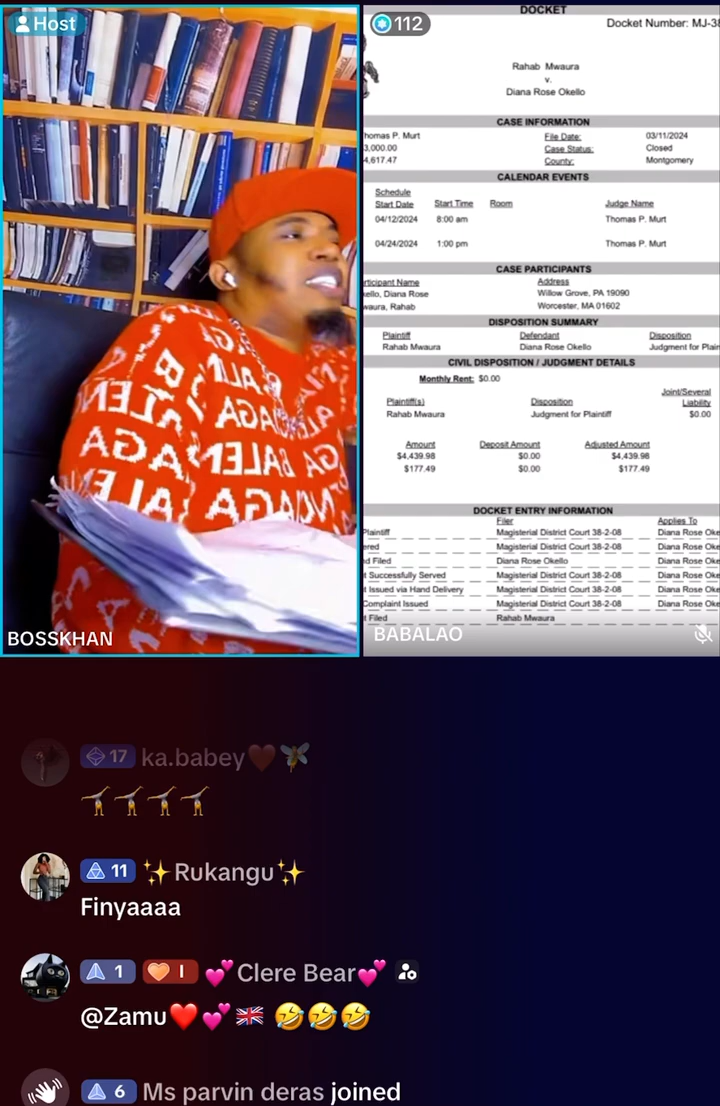 Host
BALENCIAGA
BOSSKHAN
112
DOCKET
Docket Number: MJ-38
Rahab Mwaura
v.
Diana Rose Okello
CASE INFORMATION
homas P. Murt File Date: 03/11/2024
3,000.00 Case Status: Closed
4,617.47 County: Montgomery
CALENDAR EVENTS
Schedule
Start Date Start Time Room Judge Name
04/12/2024 8:00 am Thomas P. Murt
04/24/2024 1:00 pm Thomas P. Murt
CASE PARTICIPANTS
rticipant Name Address
ello, Diana Rose Willow Grove, PA 19090
waura, Rahab Worcester, MA 01602
DISPOSITION SUMMARY
Plaintiff Defendant Disposition
Rahab Mwaura Diana Rose Okello Judgment for Plain
CIVIL DISPOSITION / JUDGMENT DETAILS
Monthly Rent: $0.00
Joint/Several
Plaintiff(s) Disposition Liability
Rahab Mwaura Judgment for Plaintiff $0.00
Amount Deposit Amount Adjusted Amount
$4,439.98 $0.00 $4,439.98
$177.49 $0.00 $177.49
DOCKET ENTRY INFORMATION
Filer Applies To
Plaintiff Magisterial District Court 38-2-08 Diana Rose Oke
ered Magisterial District Court 38-2-08 Diana Rose Oke
d Filed Diana Rose Okello Diana Rose Oke
t Successfully Served Magisterial District Court 38-2-08 Diana Rose Oke
t Issued via Hand Delivery Magisterial District Court 38-2-08 Diana Rose Oke
Complaint Issued Magisterial District Court 38-2-08 Diana Rose Oke
t Filed Rahab Mwaura
BABALAO
17 ka.babey❤️🧚
🤸🤸🤸🤸
11 ✨Rukangu✨
Finyaaaa
1 I 💕Clere Bear💕
@Zamu❤️💕🇬🇧 🤣🤣🤣
6 Ms parvin deras joined